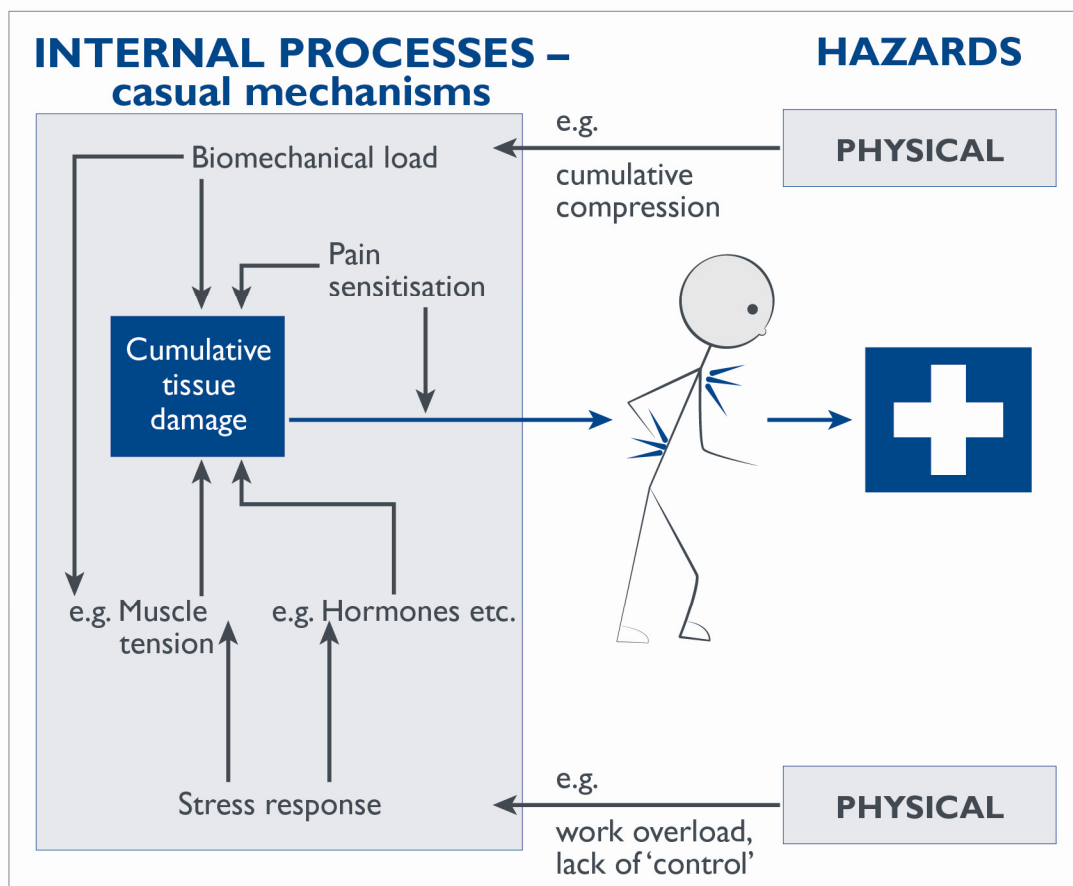 INTERNAL PROCESSES –
casual mechanisms
HAZARDS
e.g.
PHYSICAL
cumulative
compression
Biomechanical load
Pain
sensitisation
Cumulative
tissue
damage
e.g. Muscle
tension
e.g. Hormones etc.
Stress response
e.g.
PHYSICAL
work overload,
lack of ‘control’